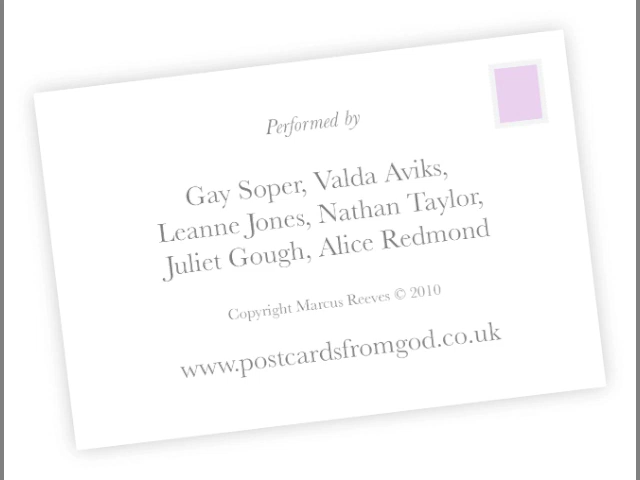 Performed by
Gay Soper, Valda Aviks,
Leanne Jones, Nathan Taylor,
Juliet Gough, Alice Redmond
Copyright Marcus Reeves © 2010
www.postcardsfromgod.co.uk